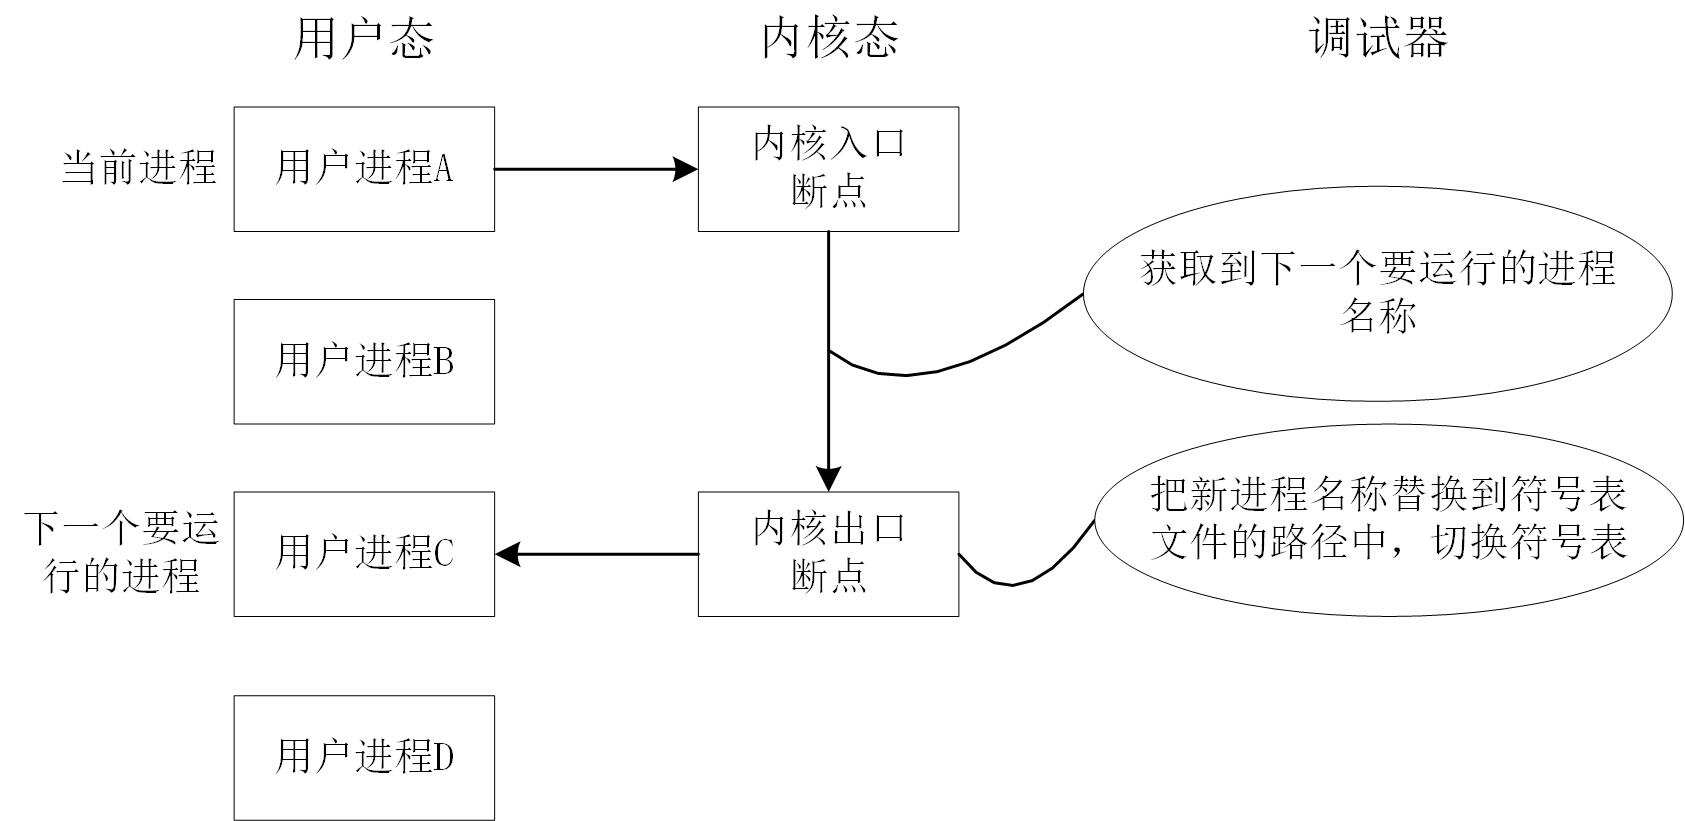 用户态
内核态
调试器
当前进程
用户进程A
内核入口
断点
获取到下一个要运行的进程
名称
用户进程B
下一个要运
行的进程
用户进程C
内核出口
断点
把新进程名称替换到符号表
文件的路径中，切换符号表
用户进程D